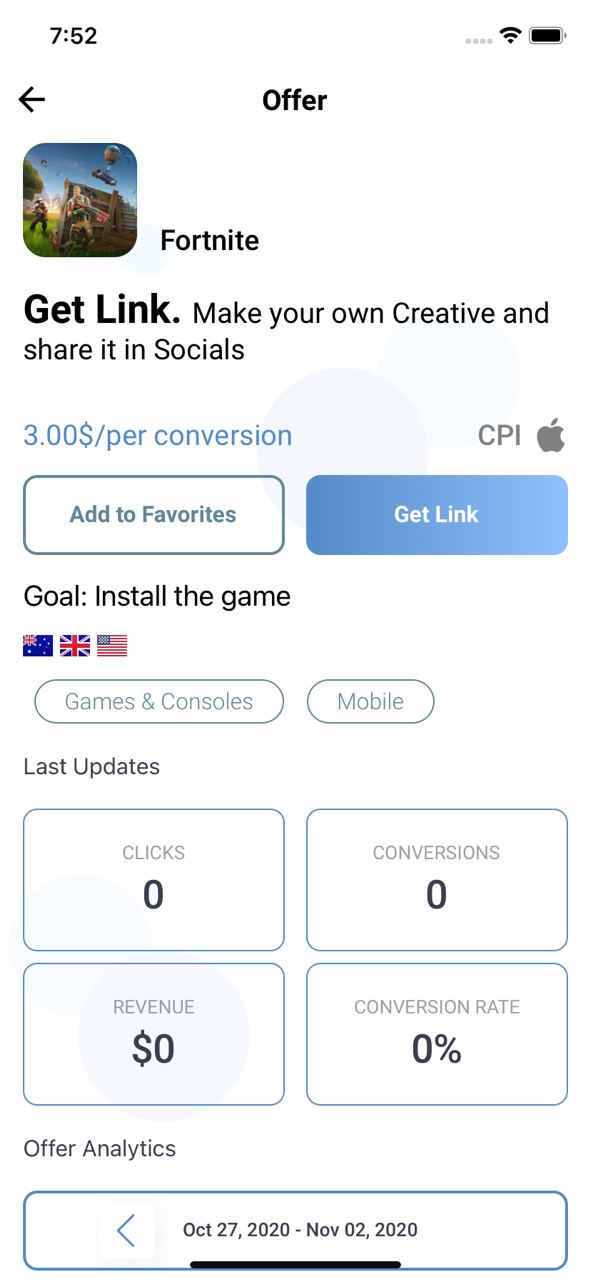 7:52
Offer
Fortnite
Get Link. Make your own Creative and
share it in Socials
3.00$/per conversion
CPI
Add to Favorites
Get Link
Goal: Install the game
Games & Consoles
Mobile
Last Updates
CLICKS
0
CONVERSIONS
0
REVENUE
$0
CONVERSION RATE
0%
Offer Analytics
Oct 27, 2020 - Nov 02, 2020